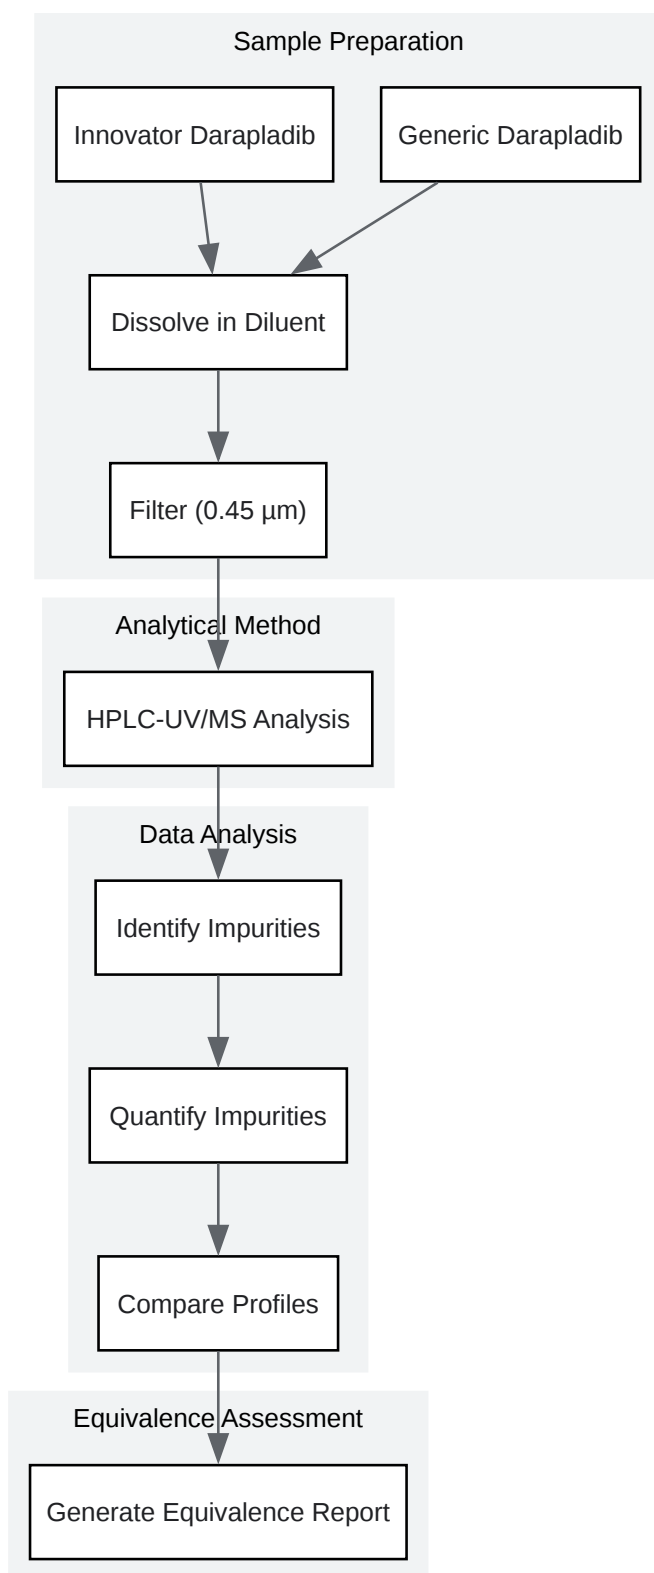 Sample Preparation
Innovator Darapladib
Generic Darapladib
Dissolve in Diluent
Filter (0.45 µm)
Analytical Method
HPLC-UV/MS Analysis
Data Analysis
Identify Impurities
Quantify Impurities
Compare Profiles
Equivalence Assessment
Generate Equivalence Report